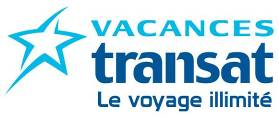 VACANCES
transat
Le voyage illimité